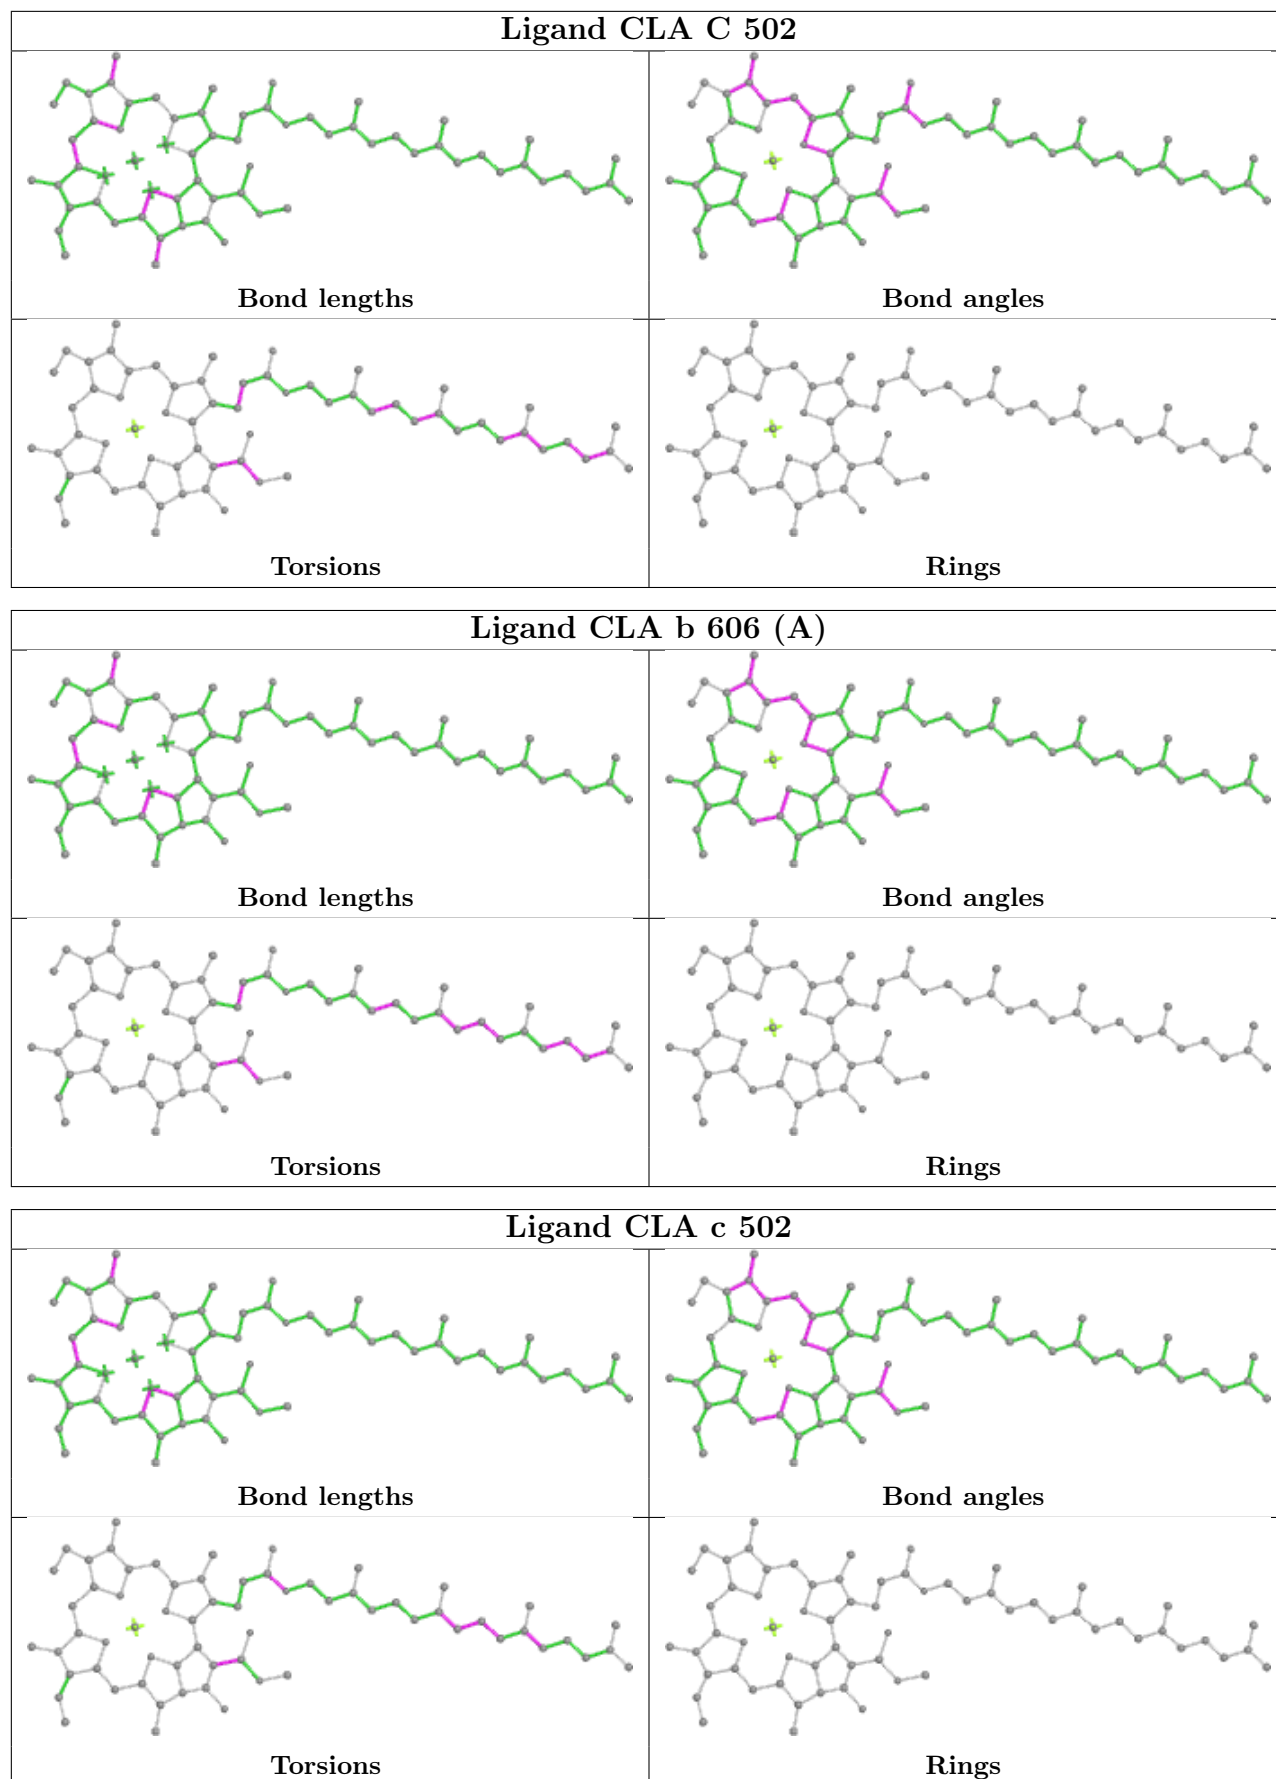 Ligand CLA C 502
Bond lengths
Bond angles
Torsions
Rings
Ligand CLA b 606 (A)
Bond lengths
Bond angles
Torsions
Rings
Ligand CLA c 502
Bond lengths
Bond angles
Torsions
Rings